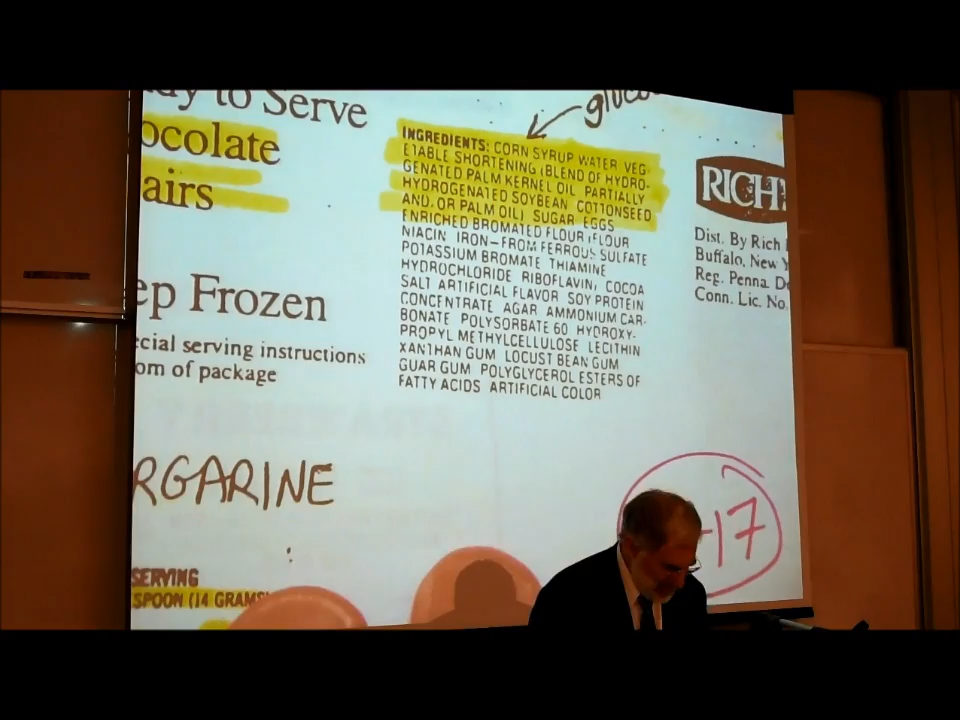 dy to Serve
ocolate
airs
ep Frozen
cial serving instructions
om of package
RGARINE
SERVING
SPOON (14 GRAMS
gluco
INGREDIENTS: CORN SYRUP WATER VEG-
ETABLE SHORTENING (BLEND OF HYDRO-
GENATED PALM KERNEL OIL PARTIALLY
HYDROGENATED SOYBEAN COTTONSEED
AND/OR PALM OIL) SUGAR EGGS
ENRICHED BROMATED FLOUR (FLOUR
NIACIN IRON-FROM FERROUS SULFATE
POTASSIUM BROMATE THIAMINE
HYDROCHLORIDE RIBOFLAVIN, COCOA
SALT ARTIFICIAL FLAVOR SOY PROTEIN
CONCENTRATE AGAR AMMONIUM CAR-
BONATE POLYSORBATE 60 HYDROXY-
PROPYL METHYLCELLULOSE LECITHIN
XANTHAN GUM LOCUST BEAN GUM
GUAR GUM POLYGLYCEROL ESTERS OF
FATTY ACIDS ARTIFICIAL COLOR
RICH'
Dist. By Rich
Buffalo, New Y
Reg. Penna. De
Conn. Lic. No.
-17